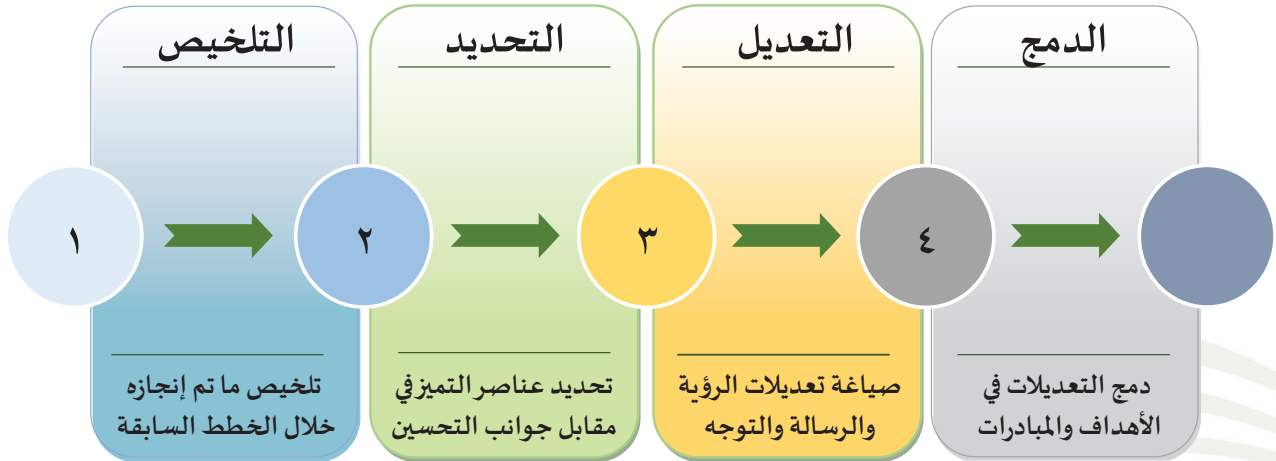 التلخيص
١
تلخيص ما تم إنجازه
خلال الخطط السابقة
التحديد
٢
تحديد عناصر التميز في
مقابل جوانب التحسين
التعديل
٣
صياغة تعديلات الرؤية
والرسالة والتوجه
الدمج
٤
دمج التعديلات في
الأهداف والمبادرات